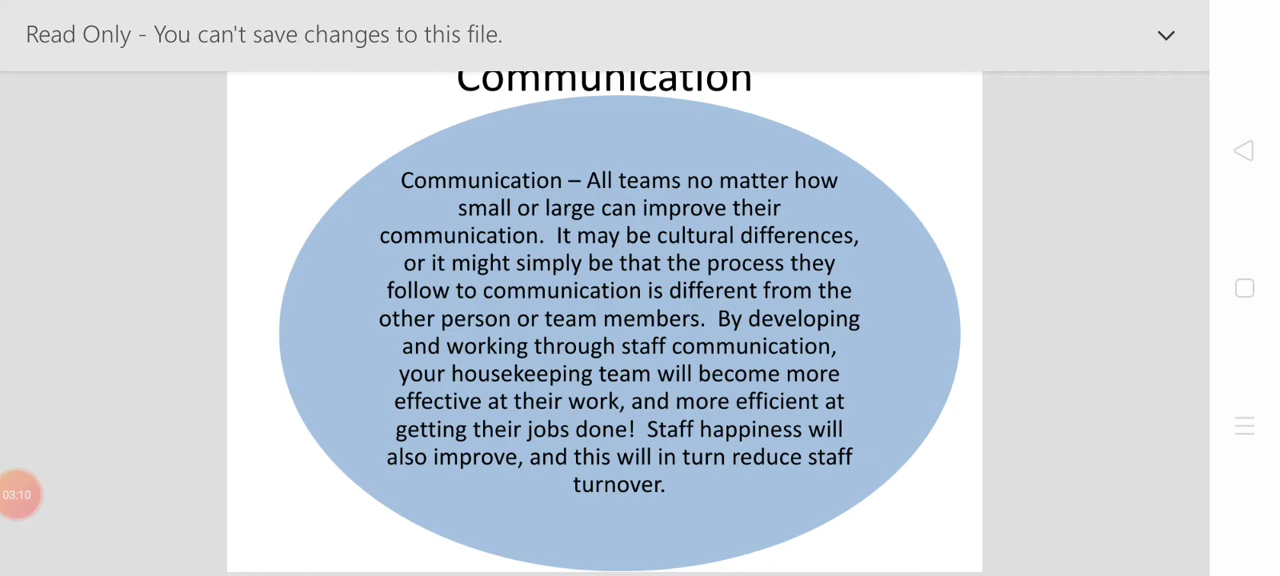 Read Only - You can't save changes to this file.
Communication
Communication – All teams no matter how
small or large can improve their
communication.  It may be cultural differences,
or it might simply be that the process they
follow to communication is different from the
other person or team members.  By developing
and working through staff communication,
your housekeeping team will become more
effective at their work, and more efficient at
getting their jobs done!  Staff happiness will
also improve, and this will in turn reduce staff
turnover.
03:10